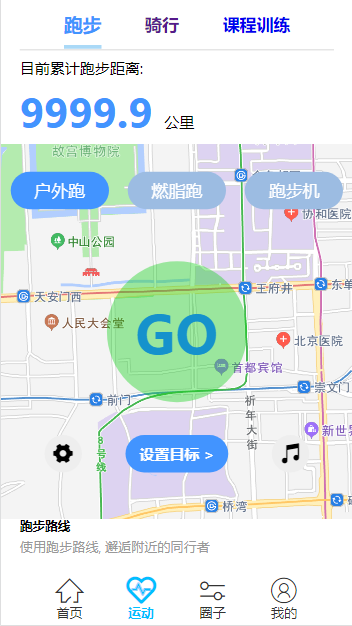 跑步 骑行 课程训练
目前累计跑步距离:
9999.9 公里
故宫博物院
户外跑 燃脂跑 跑步机
协和医院
中山公园
东单
天安门西 王府井
人民大会堂
GO
北京医院
首都宾馆
崇文门
前门
祈年大街
新世
8号线
设置目标 >
桥湾
跑步路线
使用跑步路线, 邂逅附近的同行者
首页 运动 圈子 我的